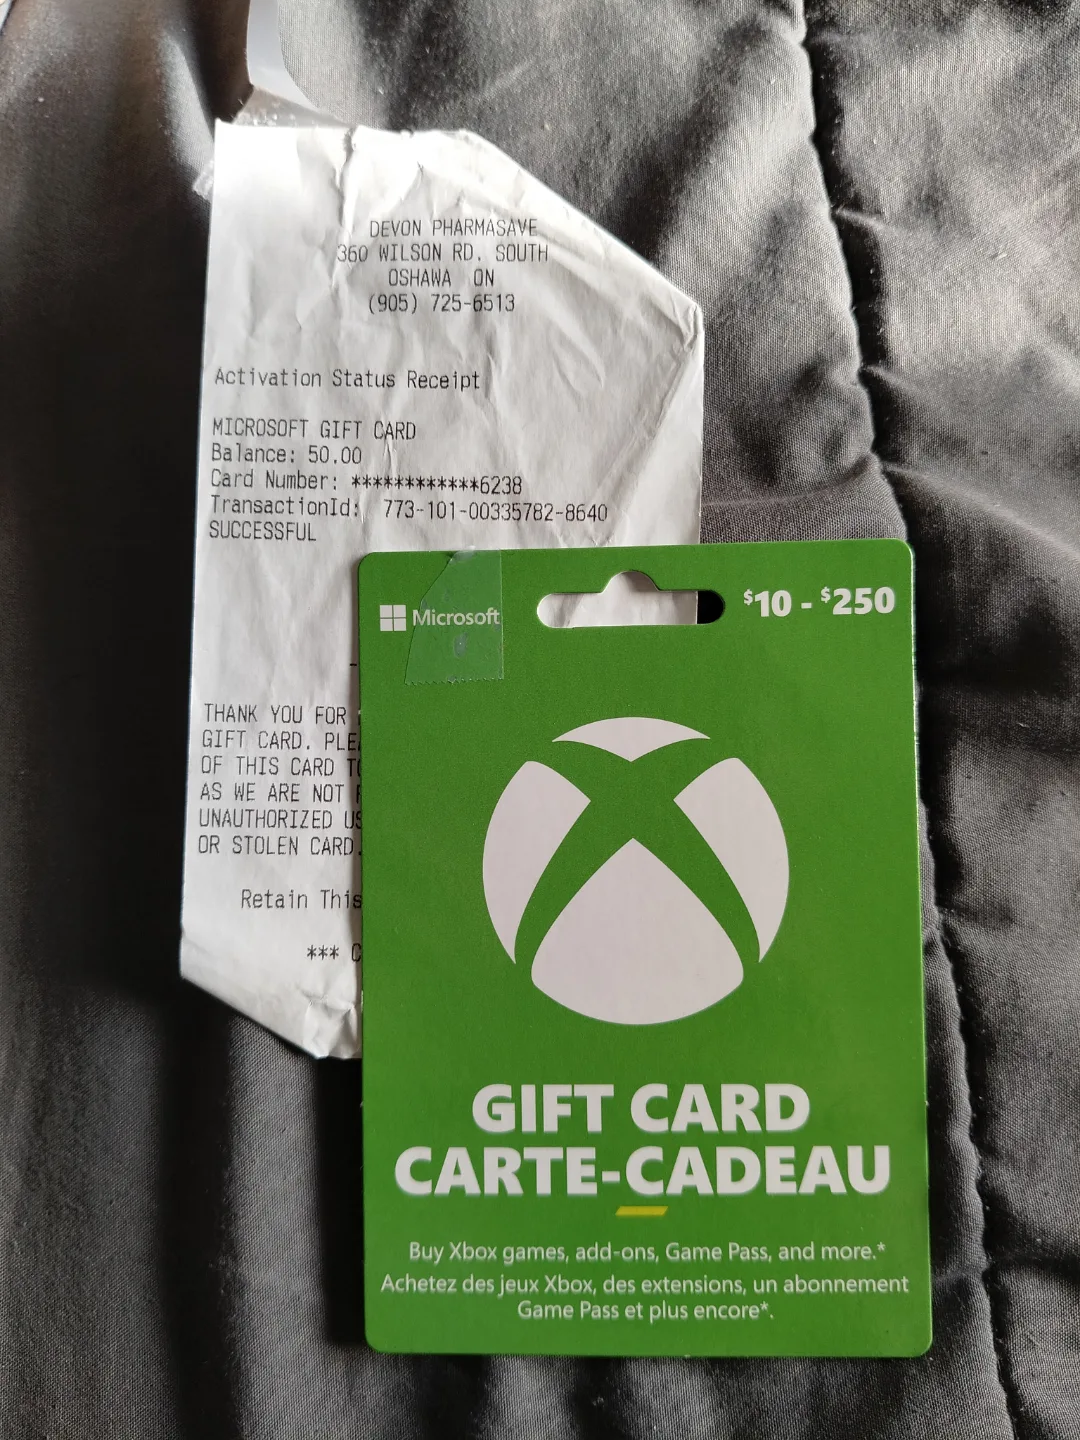 DEVON PHARMASAVE
360 WILSON RD. SOUTH
OSHAWA ON
(905) 725-6513
Activation Status Receipt
MICROSOFT GIFT CARD
Balance: 50.00
Card Number: ************6238
TransactionId: 773-101-00335782-8640
SUCCESSFUL
THANK YOU FOR
GIFT CARD. PLE
OF THIS CARD T
AS WE ARE NOT
UNAUTHORIZED US
OR STOLEN CARD.
Retain This
*** C
Microsoft
$10 - $250
GIFT CARD
CARTE-CADEAU
Buy Xbox games, add-ons, Game Pass, and more.*
Achetez des jeux Xbox, des extensions, un abonnement
Game Pass et plus encore*.